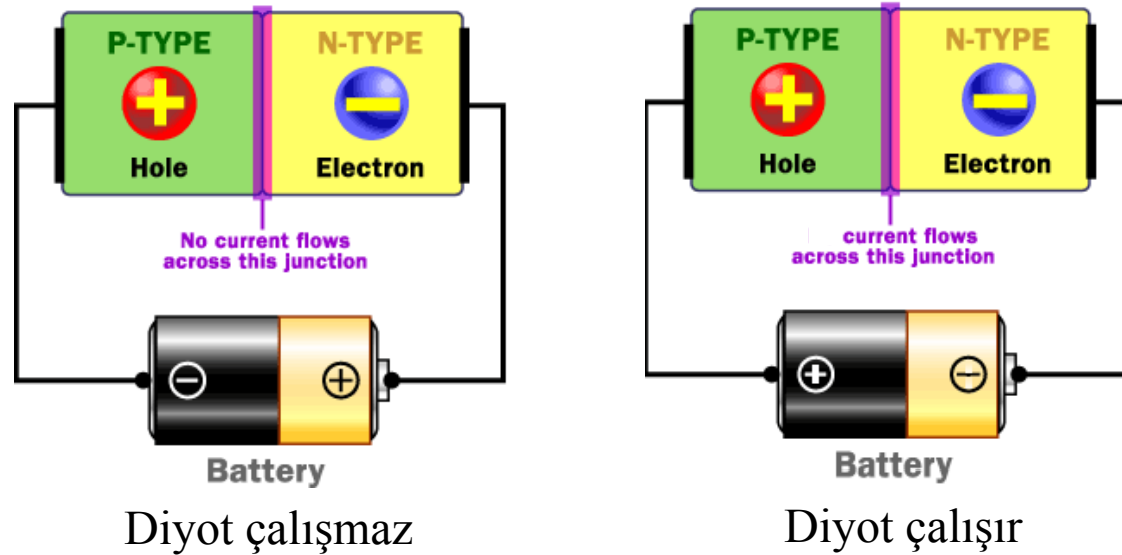 P-TYPE
N-TYPE
Hole
Electron
No current flows
across this junction
Battery
Diyot çalışmaz
P-TYPE
N-TYPE
Hole
Electron
current flows
across this junction
Battery
Diyot çalışır